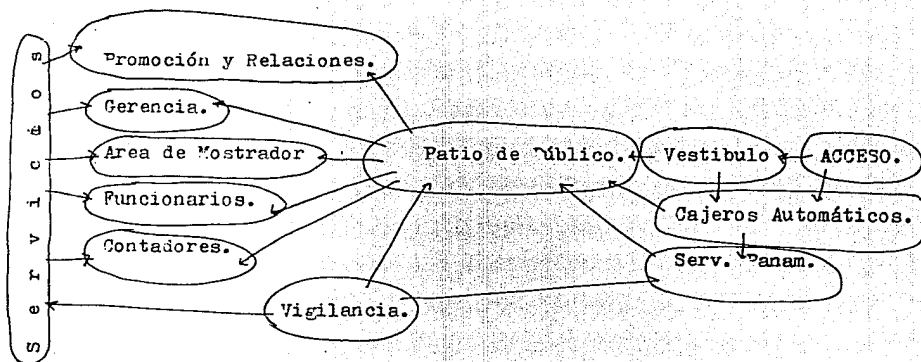 Promoción y Relaciones.
Gerencia.
Area de Mostrador
Patio de Público.
Vestibulo
ACCESO.
Funcionarios.
Cajeros Automáticos.
Contadores.
Serv. Panam.
Vigilancia.
Servicios